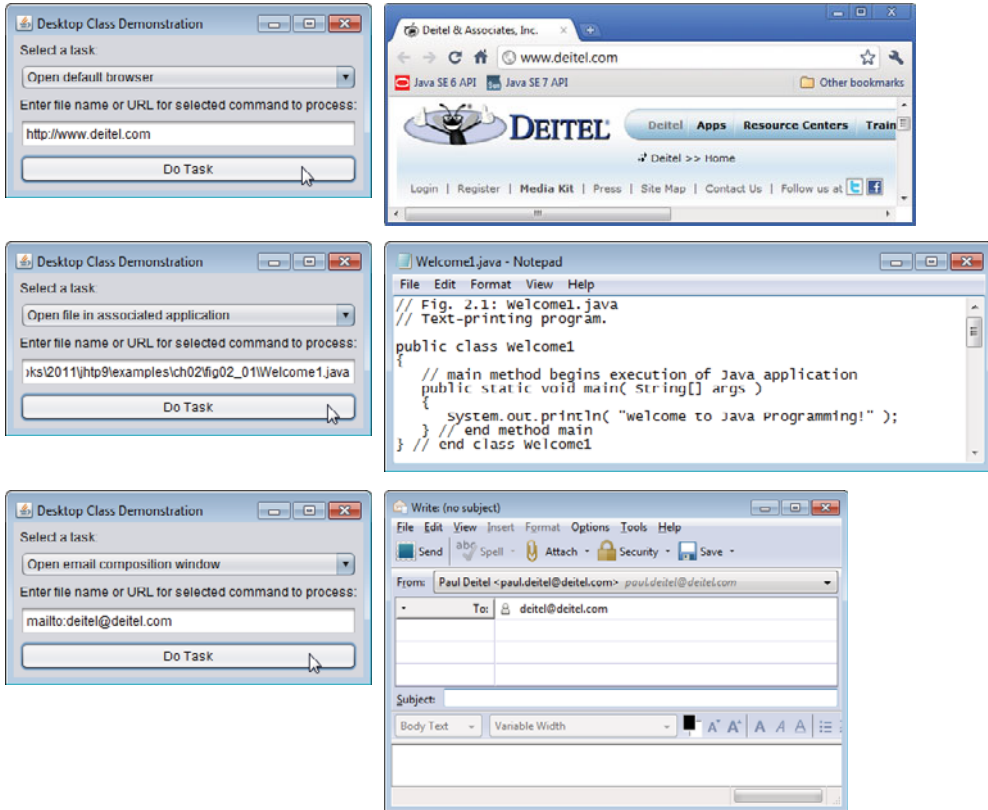 Desktop Class Demonstration
Select a task:
Open default browser
Enter file name or URL for selected command to process:
http://www.deitel.com
Do Task
Deitel & Associates, Inc.
www.deitel.com
Java SE 6 API Java SE 7 API Other bookmarks
DEITEL Deitel Apps Resource Centers Train
Deitel >> Home
Login | Register | Media Kit | Press | Site Map | Contact Us | Follow us at
Desktop Class Demonstration
Select a task:
Open file in associated application
Enter file name or URL for selected command to process:
oks\2011\jhtp9\examples\ch02\fig02_01\Welcome1.java
Do Task
Welcome1.java - Notepad
File Edit Format View Help
// Fig. 2.1: Welcome1.java
// Text-printing program.
public class Welcome1
{
// main method begins execution of Java application
public static void main( String[] args )
{
System.out.println( "Welcome to Java Programming!" );
} // end method main
} // end class Welcome1
Desktop Class Demonstration
Select a task:
Open email composition window
Enter file name or URL for selected command to process:
mailto:deitel@deitel.com
Do Task
Write: (no subject)
File Edit View Insert Format Options Tools Help
Send Spell Attach Security Save
From: Paul Deitel <paul.deitel@deitel.com> paul.deitel@deitel.com
To: deitel@deitel.com
Subject:
Body Text Variable Width